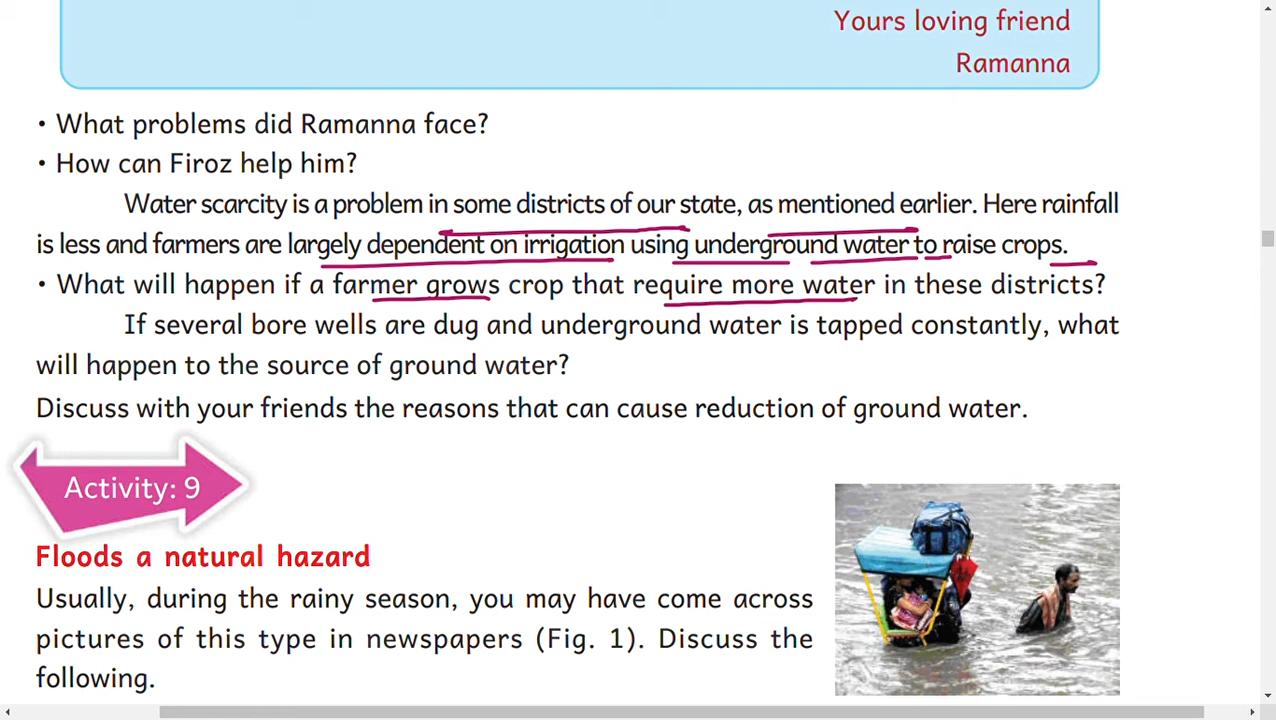 Yours loving friend
Ramanna
• What problems did Ramanna face?
• How can Firoz help him?
Water scarcity is a problem in some districts of our state, as mentioned earlier. Here rainfall
is less and farmers are largely dependent on irrigation using underground water to raise crops.
• What will happen if a farmer grows crop that require more water in these districts?
If several bore wells are dug and underground water is tapped constantly, what
will happen to the source of ground water?
Discuss with your friends the reasons that can cause reduction of ground water.
Activity: 9
Floods a natural hazard
Usually, during the rainy season, you may have come across
pictures of this type in newspapers (Fig. 1). Discuss the
following.